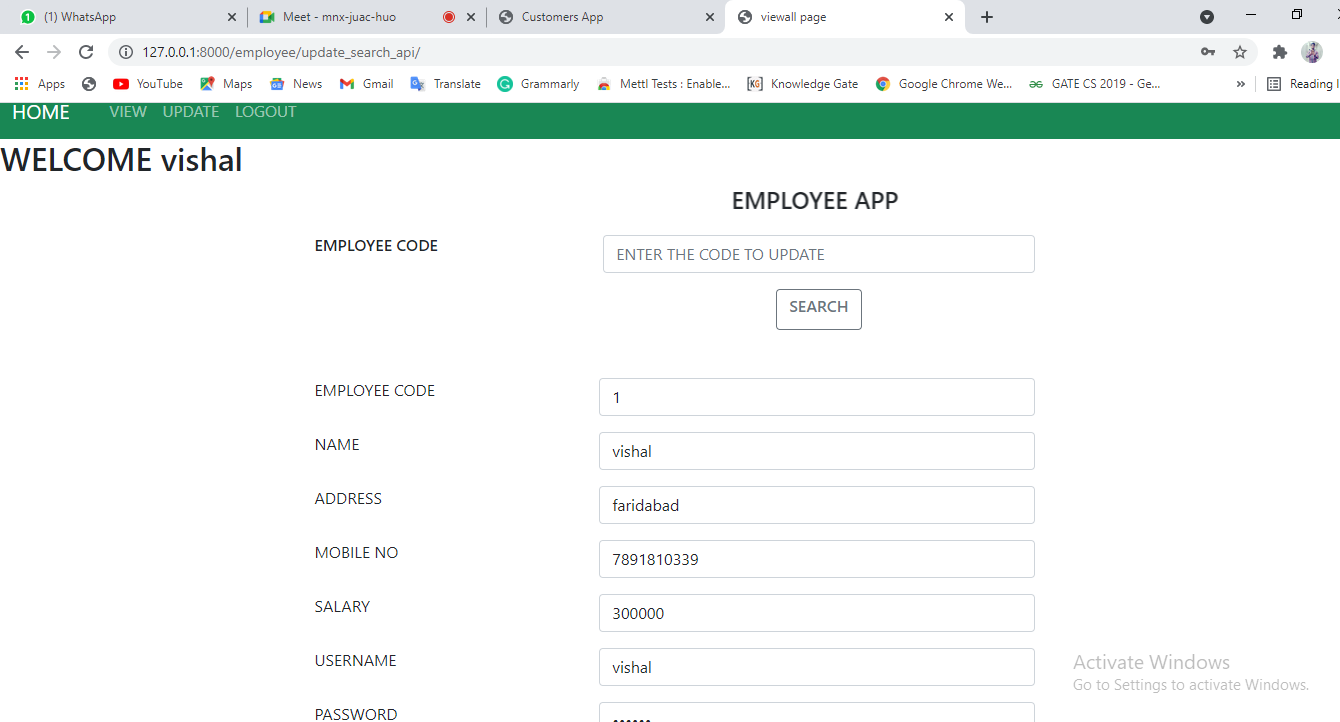 1 (1) WhatsApp Meet - mnx-juac-huo Customers App viewall page
127.0.0.1:8000/employee/update_search_api/
Apps YouTube Maps News Gmail Translate Grammarly Mettl Tests : Enable... KG Knowledge Gate Google Chrome We... GATE CS 2019 - Ge... » Reading l
HOME VIEW UPDATE LOGOUT
WELCOME vishal
EMPLOYEE APP
EMPLOYEE CODE ENTER THE CODE TO UPDATE
SEARCH
EMPLOYEE CODE 1
NAME vishal
ADDRESS faridabad
MOBILE NO 7891810339
SALARY 300000
USERNAME vishal
Activate Windows
Go to Settings to activate Windows.
PASSWORD ••••••